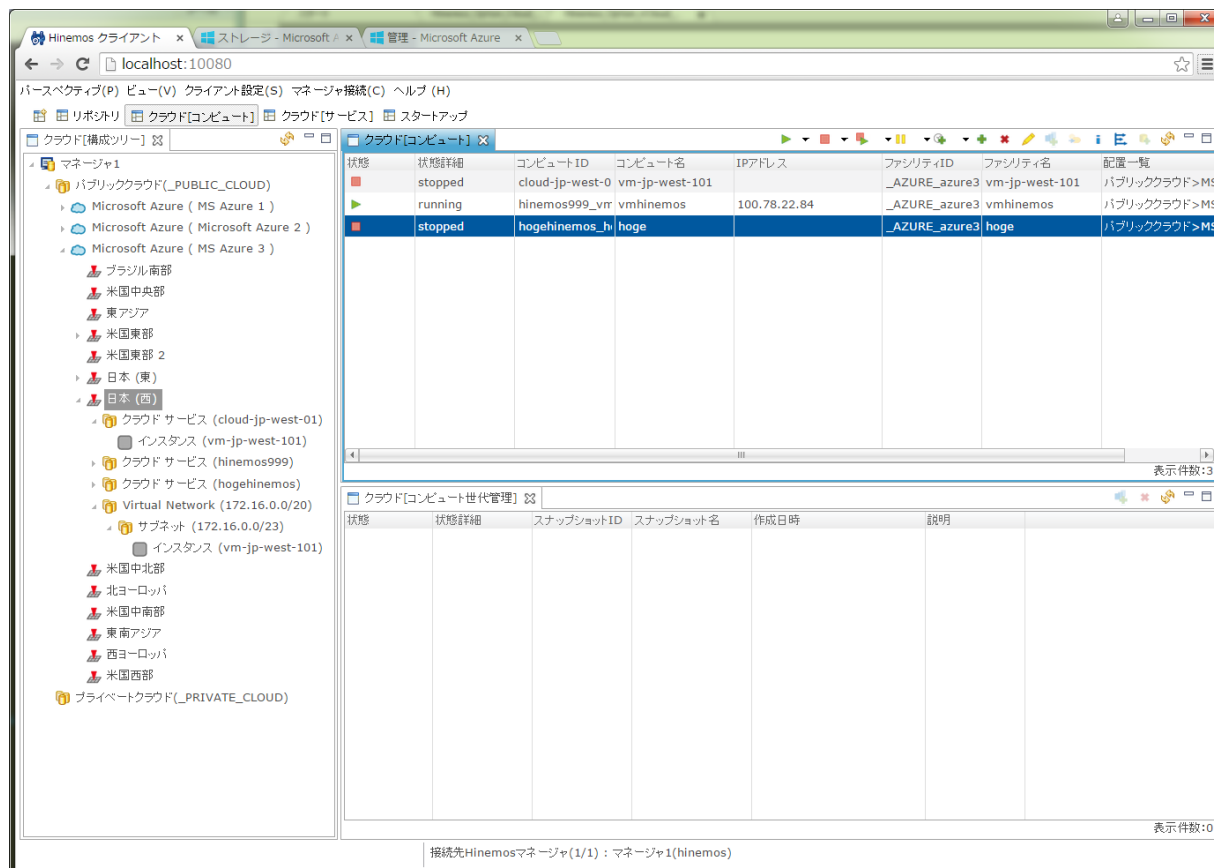 Hinemos クライアント ストレージ - Microsoft A 管理 - Microsoft Azure
localhost:10080
パースペクティブ(P) ビュー(V) クライアント設定(S) マネージャ接続(C) ヘルプ (H)
リポジトリ クラウド[コンピュート] クラウド[サービス] スタートアップ
クラウド[構成ツリー]
マネージャ1
パブリッククラウド(_PUBLIC_CLOUD)
Microsoft Azure ( MS Azure 1 )
Microsoft Azure ( Microsoft Azure 2 )
Microsoft Azure ( MS Azure 3 )
ブラジル南部
米国中央部
東アジア
米国東部
米国東部 2
日本 (東)
日本 (西)
クラウド サービス (cloud-jp-west-01)
インスタンス (vm-jp-west-101)
クラウド サービス (hinemos999)
クラウド サービス (hogehinemos)
Virtual Network (172.16.0.0/20)
サブネット (172.16.0.0/23)
インスタンス (vm-jp-west-101)
米国中北部
北ヨーロッパ
米国中南部
東南アジア
西ヨーロッパ
米国西部
プライベートクラウド(_PRIVATE_CLOUD)
クラウド[コンピュート]
状態 状態詳細 コンピュートID コンピュート名 IPアドレス ファシリティID ファシリティ名 配置一覧
stopped cloud-jp-west-0 vm-jp-west-101 _AZURE_azure3 vm-jp-west-101 パブリッククラウド>MS
running hinemos999_vm vmhinemos 100.78.22.84 _AZURE_azure3 vmhinemos パブリッククラウド>MS
stopped hogehinemos_h hoge _AZURE_azure3 hoge パブリッククラウド>MS
表示件数:3
クラウド[コンピュート世代管理]
状態 状態詳細 スナップショットID スナップショット名 作成日時 説明
表示件数:0
接続先Hinemosマネージャ(1/1) : マネージャ1(hinemos)